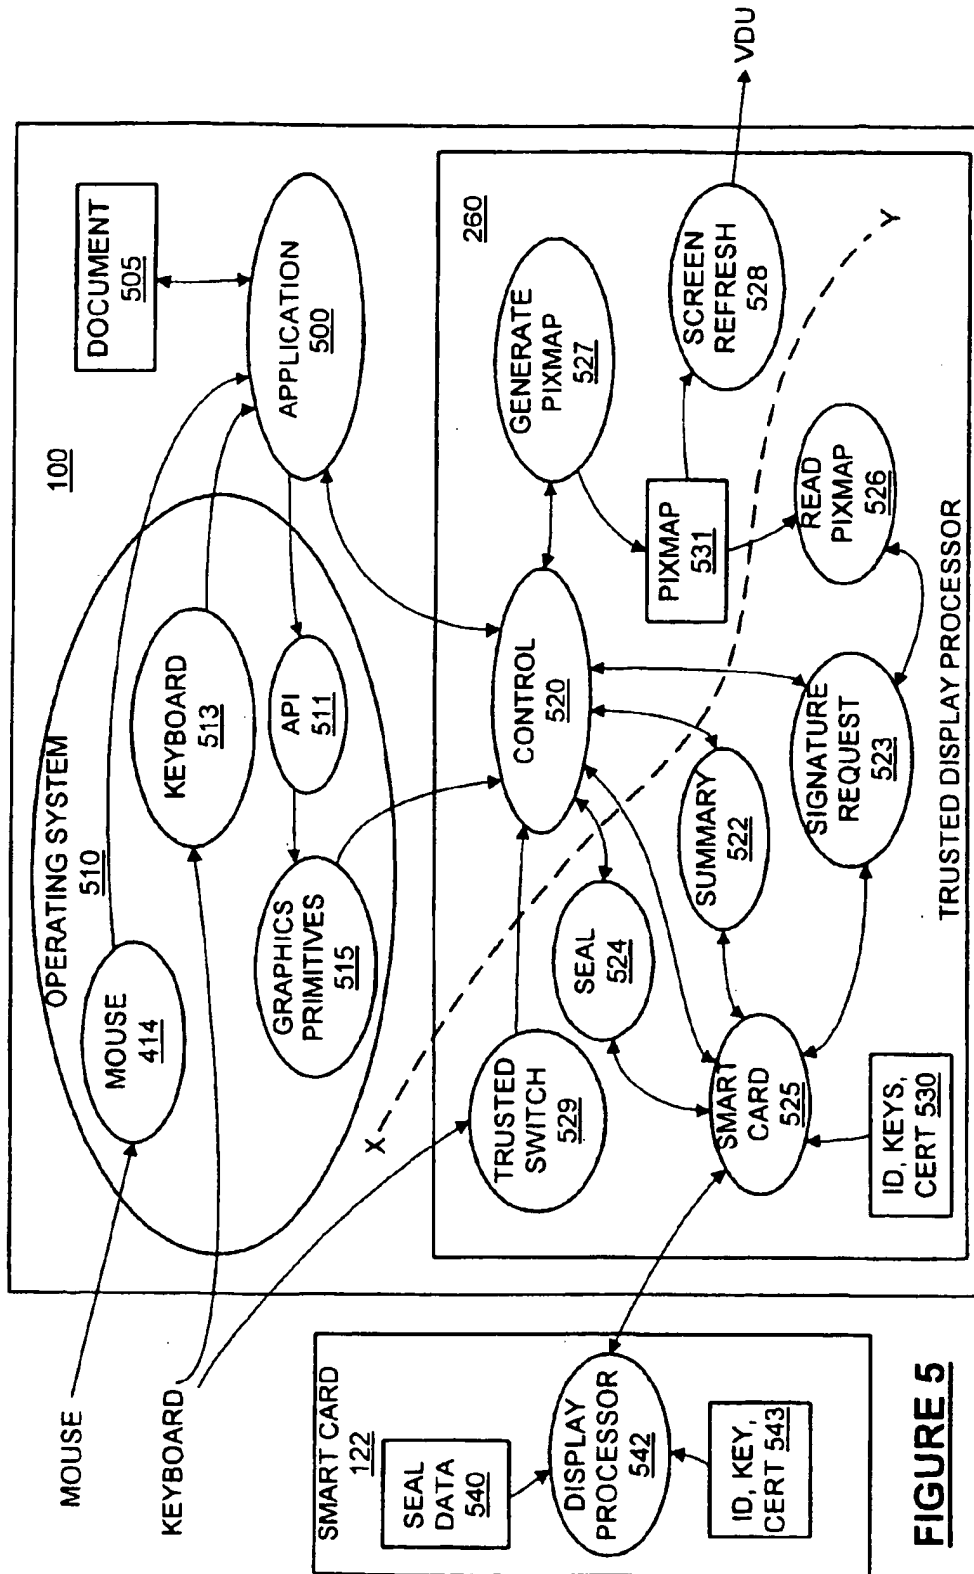 100
DOCUMENT
505
APPLICATION
500
OPERATING SYSTEM
510
MOUSE
414
KEYBOARD
513
API
511
GRAPHICS
PRIMITIVES
515
MOUSE
KEYBOARD
X
Y
260
GENERATE
PIXMAP
527
SCREEN
REFRESH
528
VDU
CONTROL
520
PIXMAP
531
READ
PIXMAP
526
TRUSTED
SWITCH
529
SEAL
524
SUMMARY
522
SIGNATURE
REQUEST
523
SMART
CARD
525
ID, KEYS,
CERT 530
TRUSTED DISPLAY PROCESSOR
SMART CARD
122
SEAL
DATA
540
DISPLAY
PROCESSOR
542
ID, KEY,
CERT 543
FIGURE 5